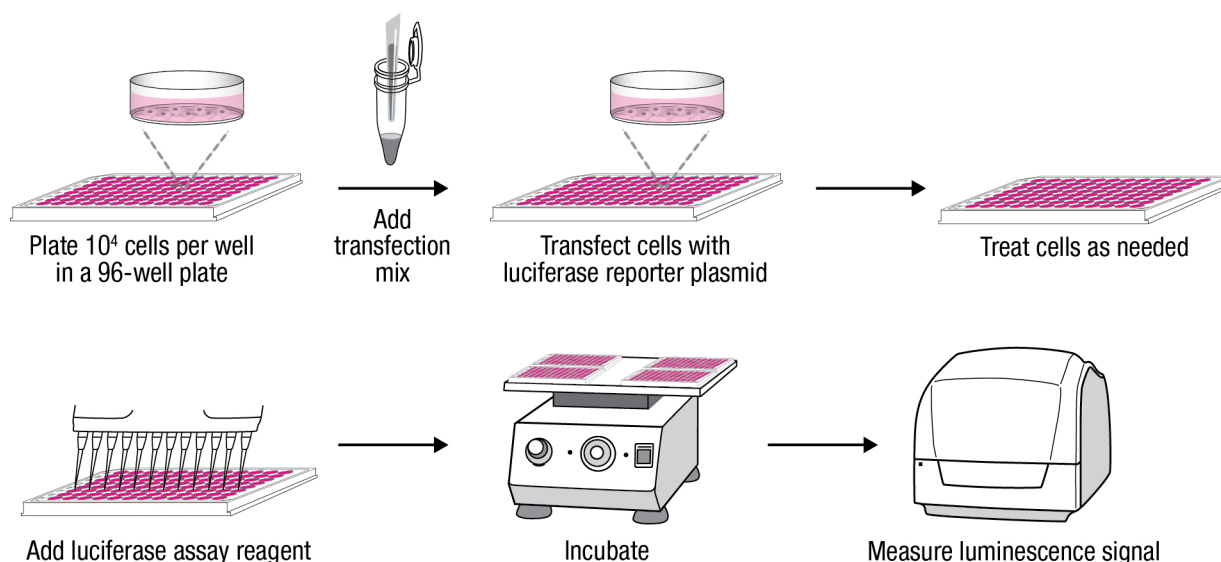 Plate 10⁴ cells per well
in a 96-well plate
Add
transfection
mix
Transfect cells with
luciferase reporter plasmid
Treat cells as needed
Add luciferase assay reagent
Incubate
Measure luminescence signal